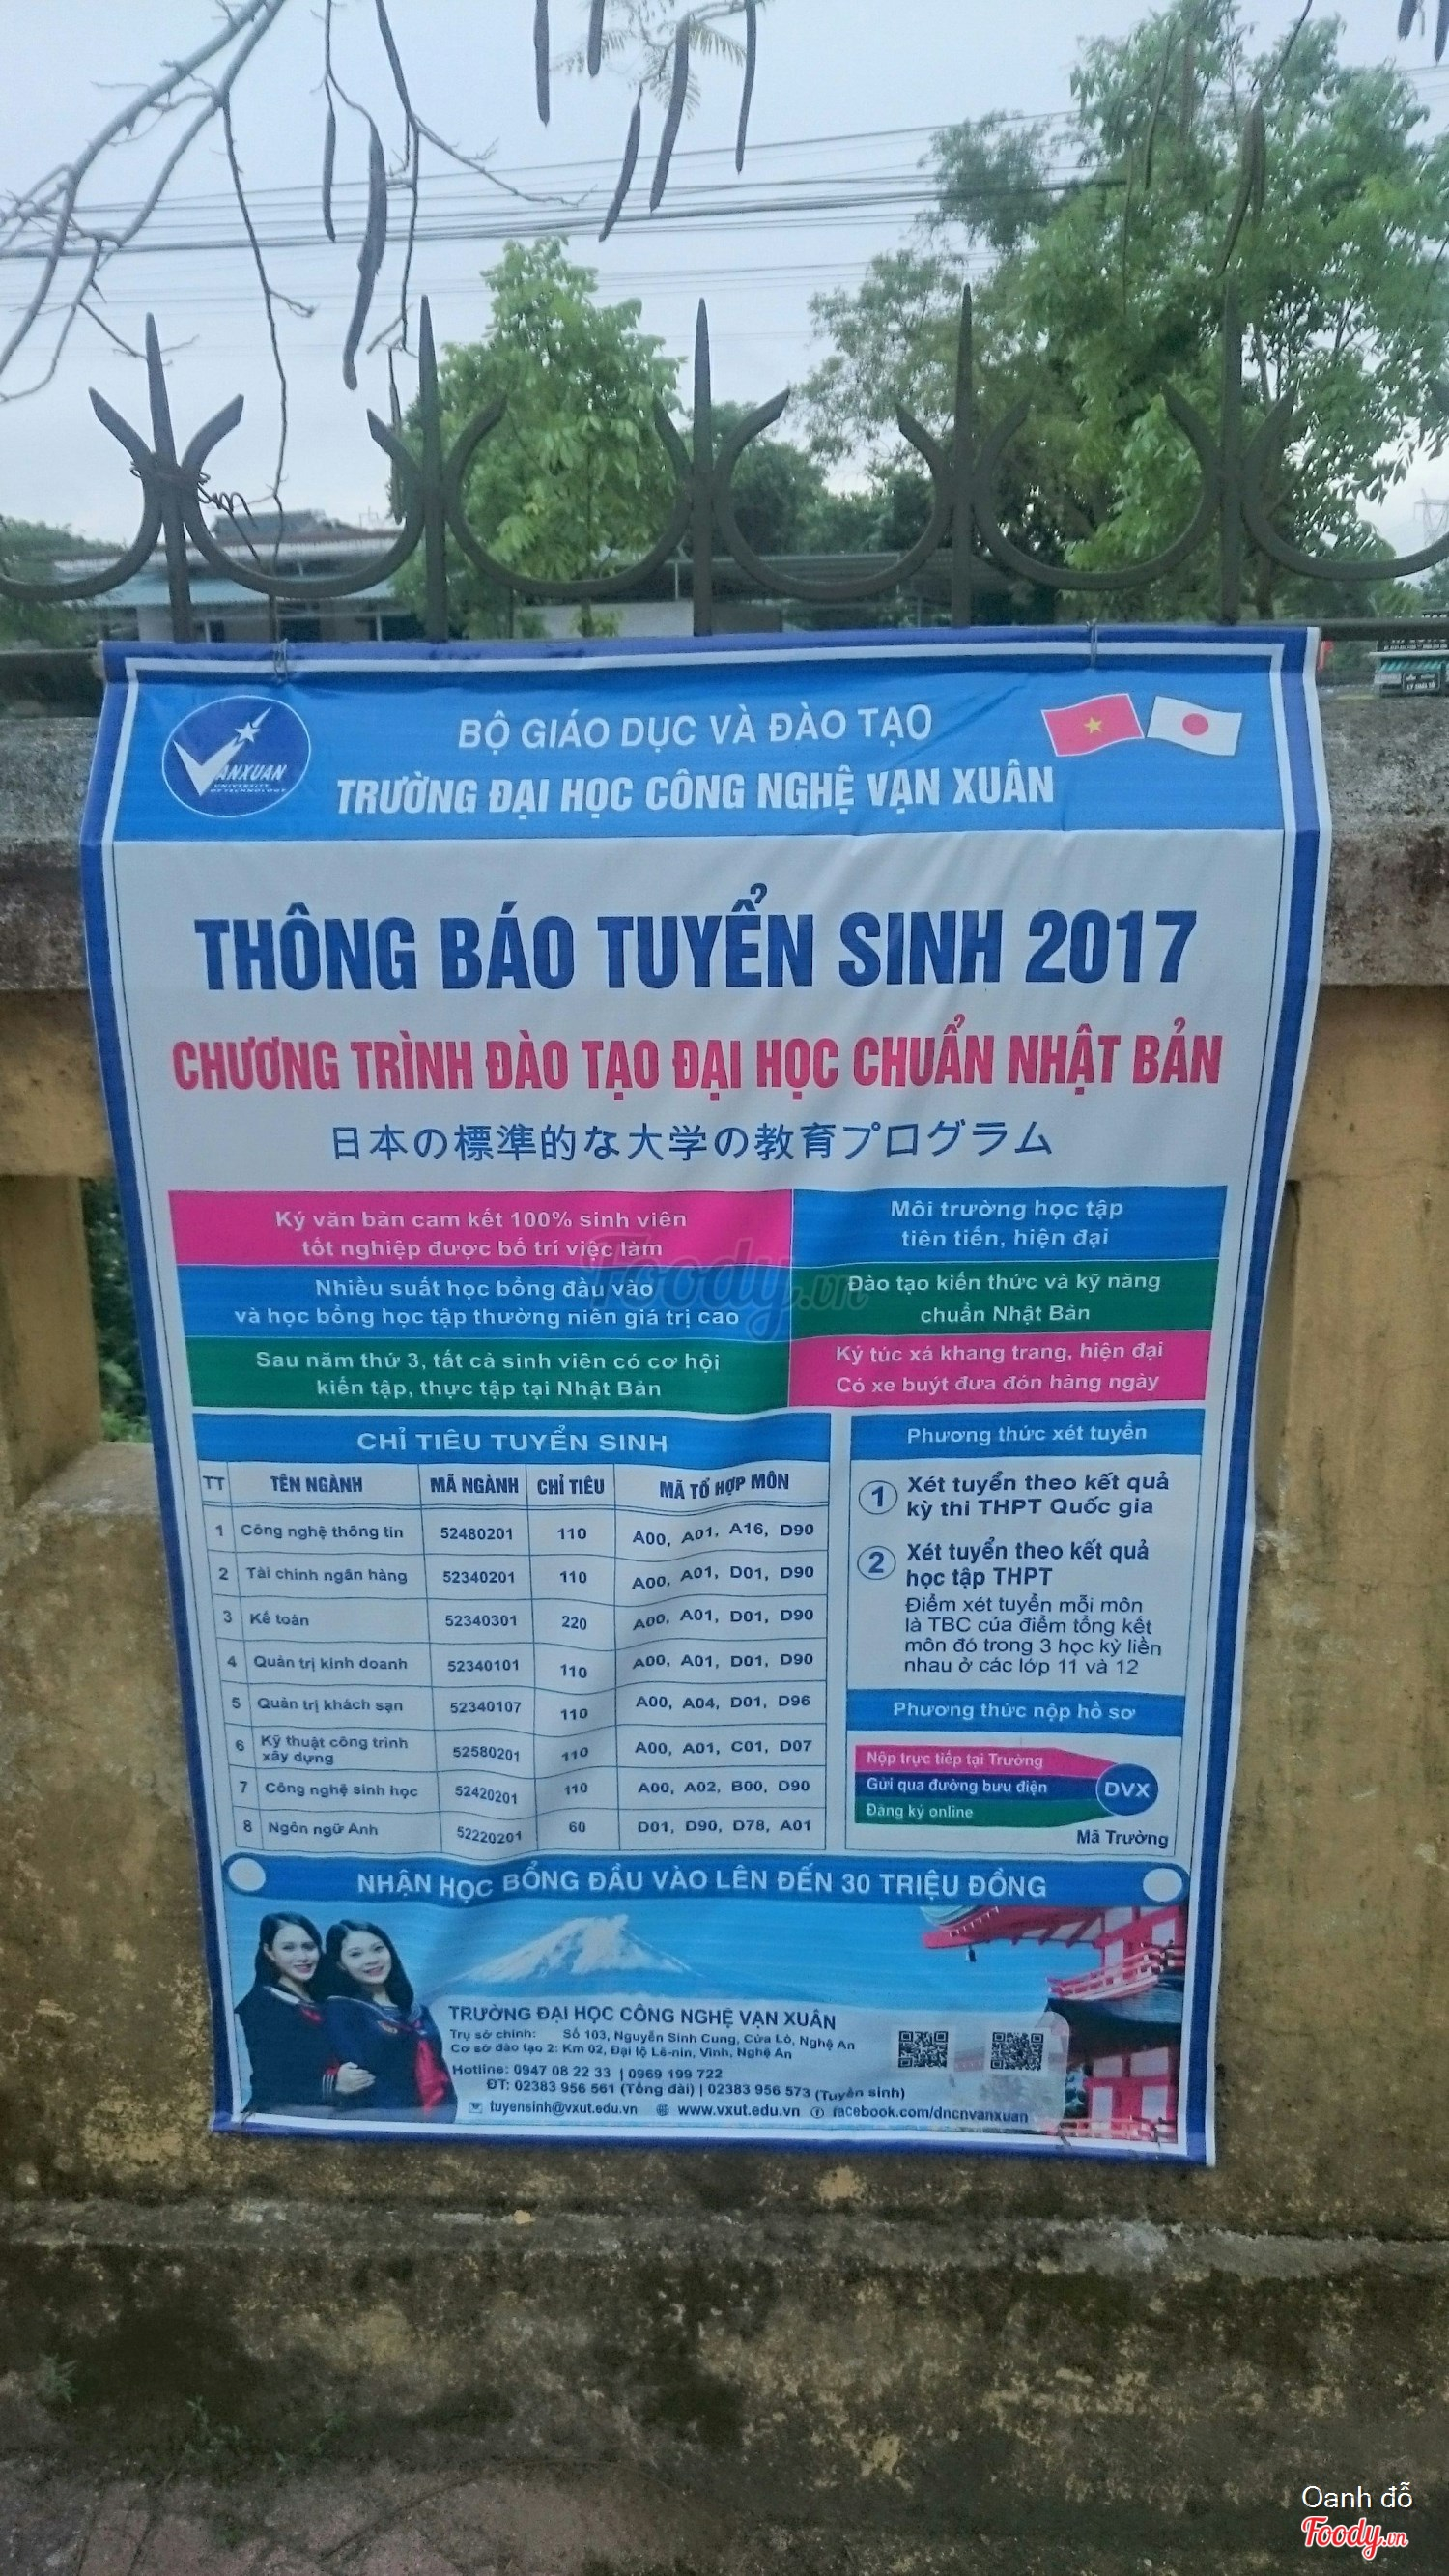 VANXUAN
UNIVERSITY
OF TECHNOLOGY
BỘ GIÁO DỤC VÀ ĐÀO TẠO
TRƯỜNG ĐẠI HỌC CÔNG NGHỆ VẠN XUÂN
THÔNG BÁO TUYỂN SINH 2017
CHƯƠNG TRÌNH ĐÀO TẠO ĐẠI HỌC CHUẨN NHẬT BẢN
日本の標準的な大学の教育プログラム
Ký văn bản cam kết 100% sinh viên
tốt nghiệp được bố trí việc làm
Môi trường học tập
tiên tiến, hiện đại
Nhiều suất học bổng đầu vào
và học bổng học tập thường niên giá trị cao
Đào tạo kiến thức và kỹ năng
chuẩn Nhật Bản
Sau năm thứ 3, tất cả sinh viên có cơ hội
kiến tập, thực tập tại Nhật Bản
Ký túc xá khang trang, hiện đại
Có xe buýt đưa đón hàng ngày
Foody.vn
CHỈ TIÊU TUYỂN SINH
TT TÊN NGÀNH MÃ NGÀNH CHỈ TIÊU MÃ TỔ HỢP MÔN
1 Công nghệ thông tin 52480201 110 A00, A01, A16, D90
2 Tài chính ngân hàng 52340201 110 A00, A01, D01, D90
3 Kế toán 52340301 220 A00, A01, D01, D90
4 Quản trị kinh doanh 52340101 110 A00, A01, D01, D90
5 Quản trị khách sạn 52340107 110 A00, A04, D01, D96
6 Kỹ thuật công trình xây dựng 52580201 110 A00, A01, C01, D07
7 Công nghệ sinh học 52420201 110 A00, A02, B00, D90
8 Ngôn ngữ Anh 52220201 60 D01, D90, D78, A01
Phương thức xét tuyển
1 Xét tuyển theo kết quả
kỳ thi THPT Quốc gia
2 Xét tuyển theo kết quả
học tập THPT
Điểm xét tuyển mỗi môn
là TBC của điểm tổng kết
môn đó trong 3 học kỳ liền
nhau ở các lớp 11 và 12
Phương thức nộp hồ sơ
Nộp trực tiếp tại Trường
Gửi qua đường bưu điện
Đăng ký online
DVX
Mã Trường
NHẬN HỌC BỔNG ĐẦU VÀO LÊN ĐẾN 30 TRIỆU ĐỒNG
TRƯỜNG ĐẠI HỌC CÔNG NGHỆ VẠN XUÂN
Trụ sở chính: Số 103, Nguyễn Sinh Cung, Cửa Lò, Nghệ An
Cơ sở đào tạo 2: Km 02, Đại lộ Lê-nin, Vinh, Nghệ An
Hotline: 0947 08 22 33 | 0969 199 722
ĐT: 02383 956 561 (Tổng đài) | 02383 956 573 (Tuyển sinh)
tuyensinh@vxut.edu.vn www.vxut.edu.vn facebook.com/dncnvanxuan
Oanh đỗ
Foody.vn